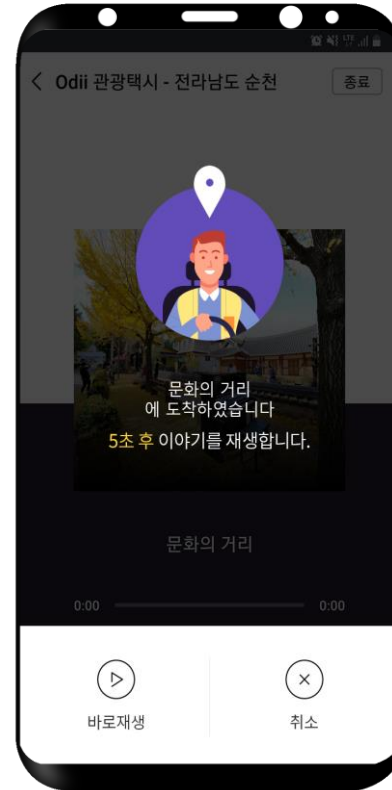 LTE
Odii 관광택시 - 전라남도 순천
종료
문화의 거리
에 도착하였습니다
5초 후 이야기를 재생합니다.
문화의 거리
0:00
0:00
바로재생
취소